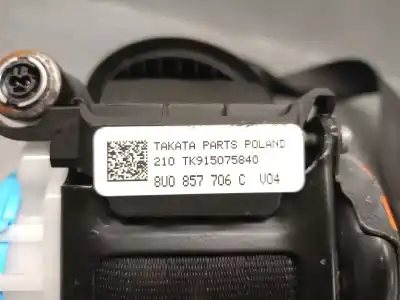 TAKATA PARTS POLAND
210 TK915075840
8U0 857 706 C V04